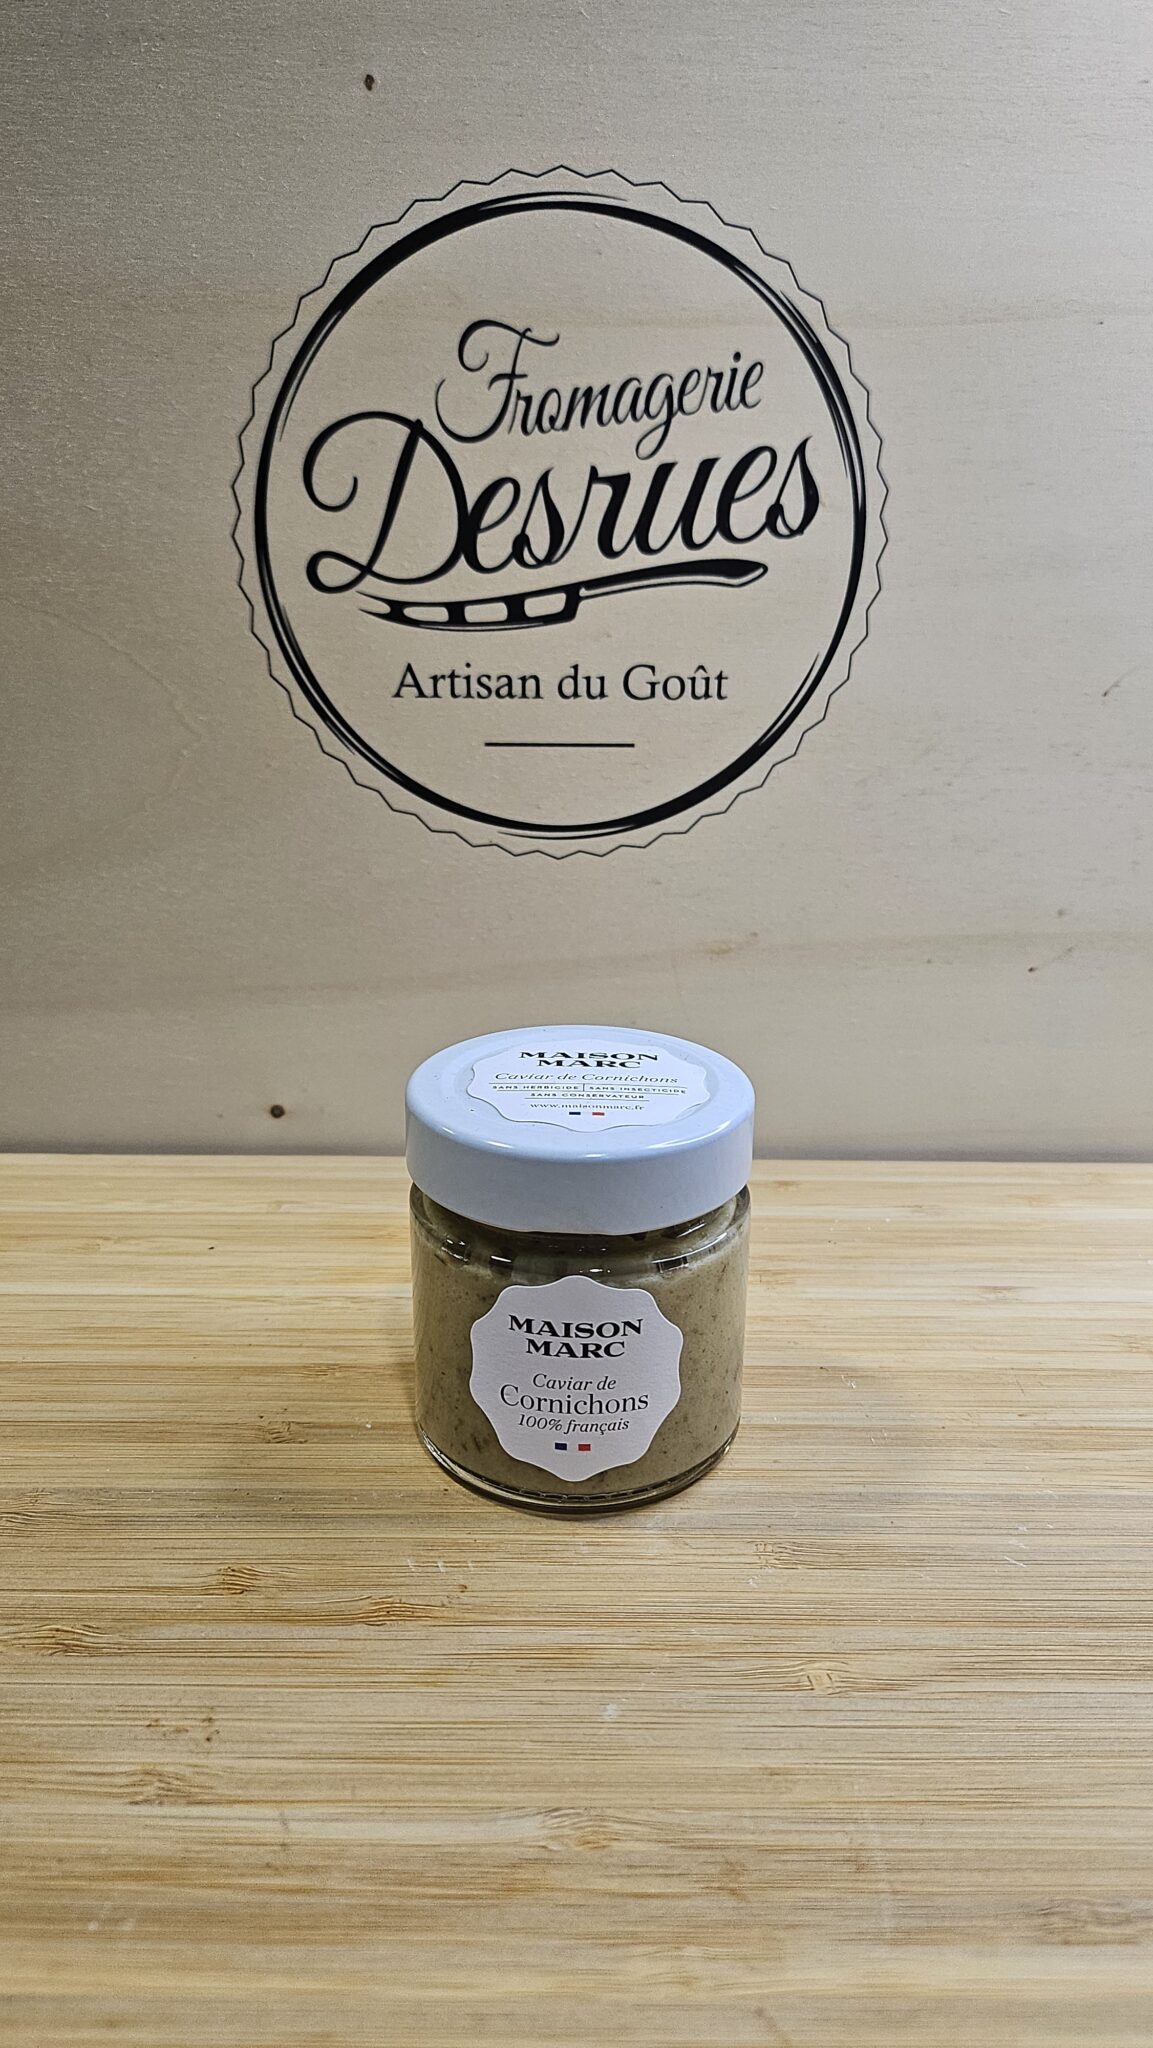 Fromagerie
Desrues
Artisan du Goût
MAISON
MARC
Caviar de Cornichons
SANS HERBICIDE | SANS INSECTICIDE
SANS CONSERVATEUR
www.maisonmarc.fr
MAISON
MARC
Caviar de
Cornichons
100% français